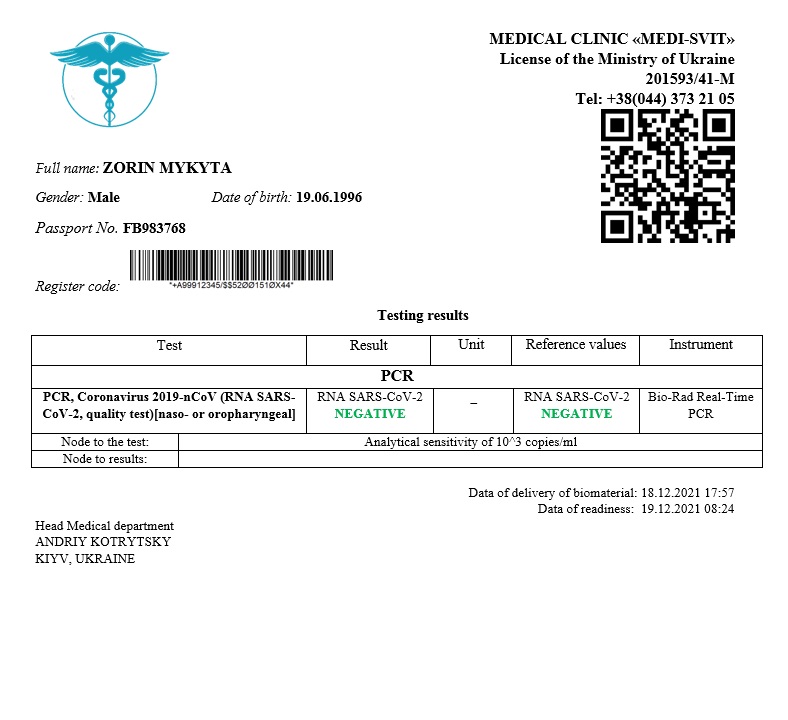 MEDICAL CLINIC «MEDI-SVIT»
License of the Ministry of Ukraine
201593/41-M
Tel: +38(044) 373 21 05
Full name: ZORIN MYKYTA
Gender: Male Date of birth: 19.06.1996
Passport No. FB983768
Register code: *+A99912345/$$52ØØ151ØX44*
Testing results
Test Result Unit Reference values Instrument
PCR
PCR, Coronavirus 2019-nCoV (RNA SARS-CoV-2, quality test)[naso- or oropharyngeal] RNA SARS-CoV-2 NEGATIVE – RNA SARS-CoV-2 NEGATIVE Bio-Rad Real-Time PCR
Node to the test: Analytical sensitivity of 10^3 copies/ml
Node to results:
Data of delivery of biomaterial: 18.12.2021 17:57
Data of readiness: 19.12.2021 08:24
Head Medical department
ANDRIY KOTRYTSKY
KIYV, UKRAINE